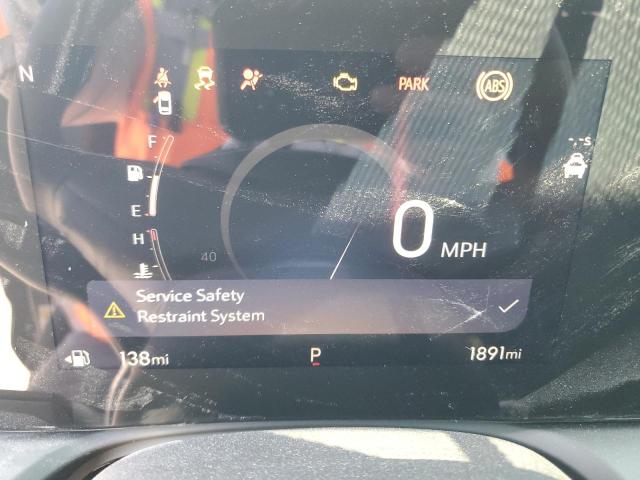 N
PARK
ABS
F
--s
E
0 MPH
H
40
Service Safety
Restraint System
138mi
P
1891mi